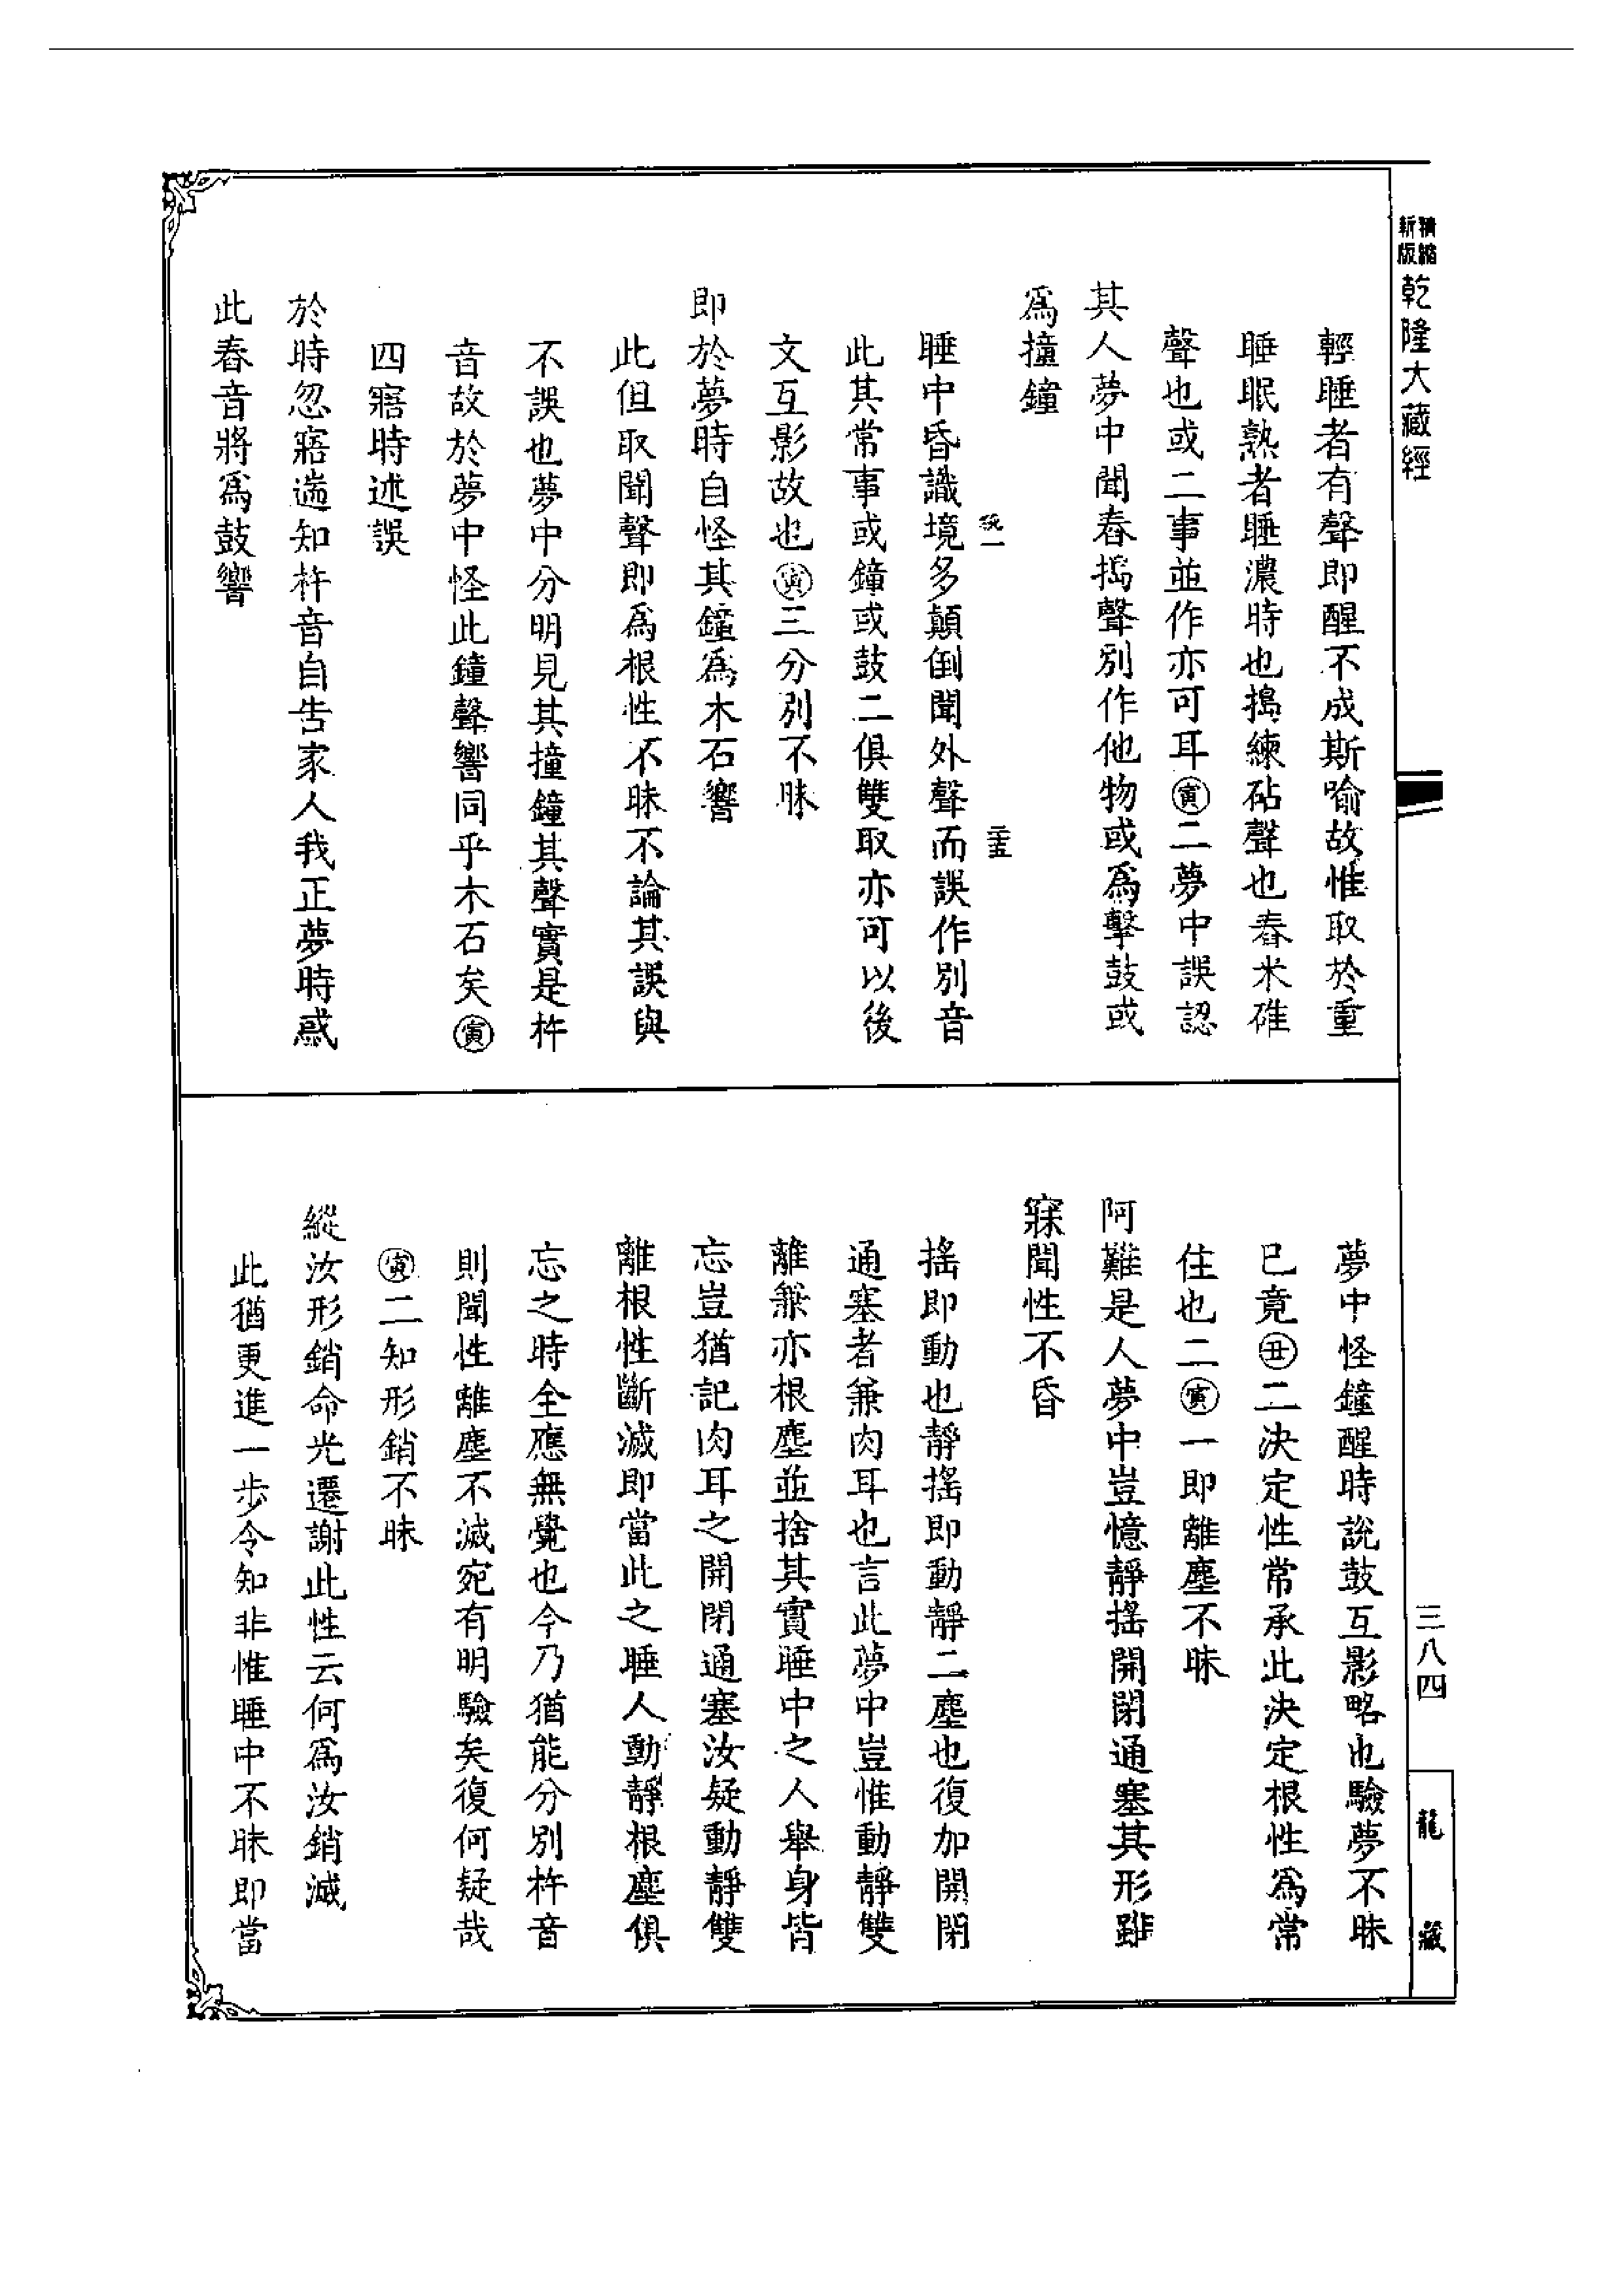 精縮
新版
乾隆大藏經
輕睡者有聲即醒不成斯喻故惟取於重
睡眠熟者睡濃時也搗練砧聲也舂米碓
聲也或二事並作亦可耳㊞二夢中誤認
其人夢中聞舂搗聲別作他物或爲擊鼓或
爲撞鐘
睡中昏識境多顛倒聞外聲而誤作別音
此其常事或鐘或鼓二俱雙取亦可以後
文互影故也寅三分別不昧
即於夢時自怪其鐘爲木石響
此但取聞聲即爲根性不昧不論其誤與
不誤也夢中分明見其撞鐘其聲實是杵
音故於夢中怪此鐘聲響同乎木石矣寅
四寤時述誤
於時忽寤遄知杵音自告家人我正夢時惑
此舂音將爲鼓響
夢中怪鐘醒時說鼓互影略也驗夢不昧
已竟丑二決定性常承此決定根性爲常
住也二寅一即離塵不昧
阿難是人夢中豈憶靜搖開閉通塞其形雖
寐聞性不昏
搖即動也靜搖即動靜二塵也復加開閉
通塞者兼肉耳也言此夢中豈惟動靜雙
離兼亦根塵並捨其實睡中之人舉身皆
忘豈猶記肉耳之開閉通塞汝疑動靜雙
離根性斷滅即當此之睡人動靜根塵俱
忘之時全應無覺也今乃猶能分別杵音
則聞性離塵不滅宛有明驗矣復何疑哉
寅二知形銷不昧
縱汝形銷命光遷謝此性云何爲汝銷滅
此猶更進一步令知非惟睡中不昧即當
三八四
龍藏